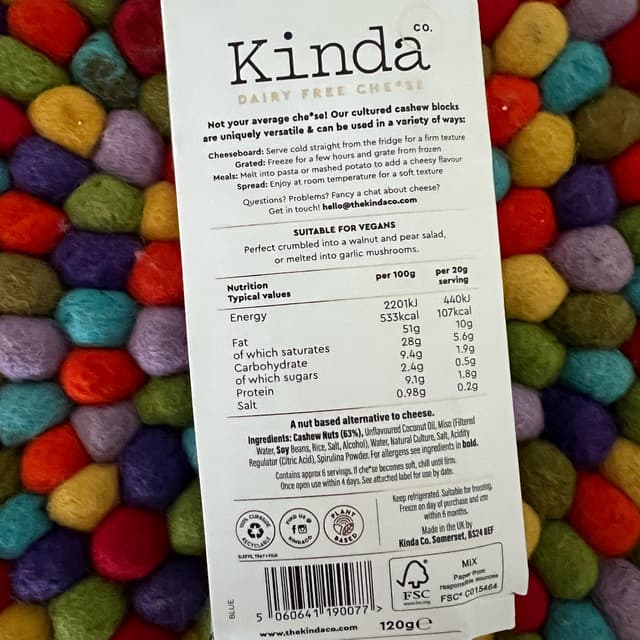 Kinda co.
DAIRY FREE CHE*SE
Not your average che*se! Our cultured cashew blocks
are uniquely versatile & can be used in a variety of ways:
Cheeseboard: Serve cold straight from the fridge for a firm texture
Grated: Freeze for a few hours and grate from frozen
Meals: Melt into pasta or mashed potato to add a cheesy flavour
Spread: Enjoy at room temperature for a soft texture
Questions? Problems? Fancy a chat about cheese?
Get in touch! hello@thekindaco.com
SUITABLE FOR VEGANS
Perfect crumbled into a walnut and pear salad,
or melted into garlic mushrooms.
Nutrition
Typical values per 100g per 20g serving
Energy 2201kJ 440kJ
533kcal 107kcal
Fat 51g 10g
of which saturates 28g 5.6g
Carbohydrate 9.4g 1.9g
of which sugars 2.4g 0.5g
Protein 9.1g 1.8g
Salt 0.98g 0.2g
A nut based alternative to cheese.
Ingredients: Cashew Nuts (63%), Unflavoured Coconut Oil, Miso (Filtered
Water, Soy Beans, Rice, Salt, Alcohol), Water, Natural Culture, Salt, Acidity
Regulator (Citric Acid), Spirulina Powder. For allergens see ingredients in bold.
Contains approx 6 servings. If che*se becomes soft, chill until firm.
Once open use within 4 days. See attached label for use by date.
CURBSIDE RECYCLABLE
SLEEVE, TRAY + FILM
FIND US @ KINDACO
PLANT BASED
Keep refrigerated. Suitable for freezing.
Freeze on day of purchase and use
within 6 months.
Made in the UK by
Kinda Co. Somerset, BS24 8EF
BLUE
5 060641 190077 >
FSC
www.fsc.org
MIX
Paper from
responsible sources
FSC® C015464
www.thekindaco.com
120g e